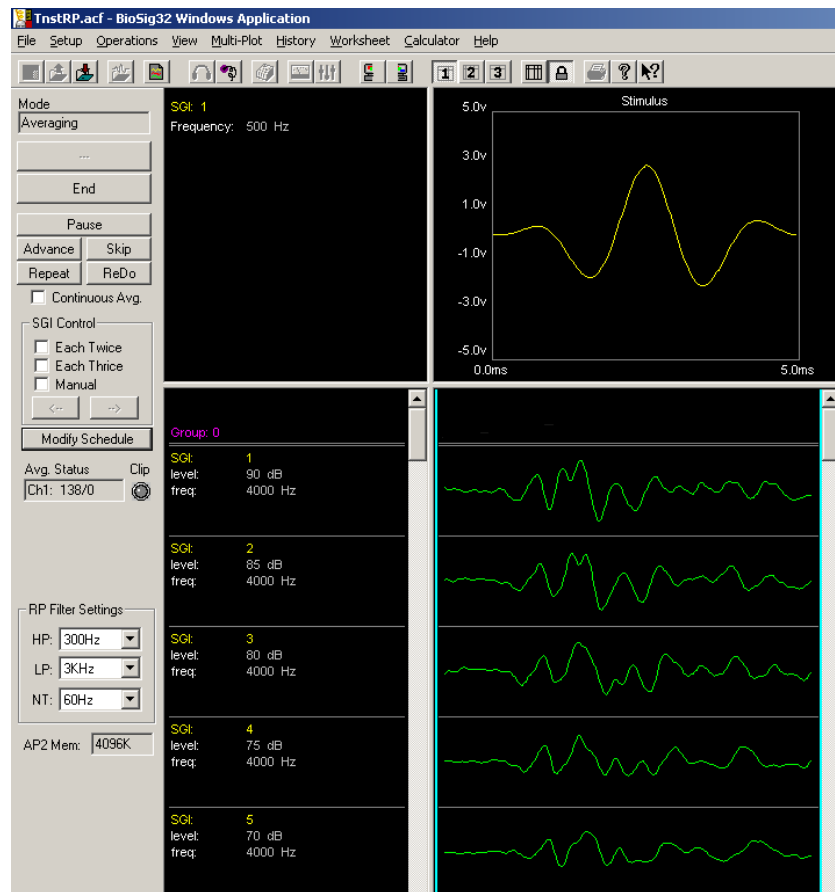 TnstRP.acf - BioSig32 Windows Application
File Setup Operations View Multi-Plot History Worksheet Calculator Help
1 2 3
Mode
Averaging
...
End
Pause
Advance Skip
Repeat ReDo
Continuous Avg.
SGI Control
Each Twice
Each Thrice
Manual
<-- -->
Modify Schedule
Avg. Status Clip
Ch1: 138/0
RP Filter Settings
HP: 300Hz
LP: 3KHz
NT: 60Hz
AP2 Mem: 4096K
SGI: 1
Frequency: 500 Hz
Stimulus
5.0v
3.0v
1.0v
-1.0v
-3.0v
-5.0v
0.0ms 5.0ms
Group: 0
SGI: 1
level: 90 dB
freq: 4000 Hz
SGI: 2
level: 85 dB
freq: 4000 Hz
SGI: 3
level: 80 dB
freq: 4000 Hz
SGI: 4
level: 75 dB
freq: 4000 Hz
SGI: 5
level: 70 dB
freq: 4000 Hz